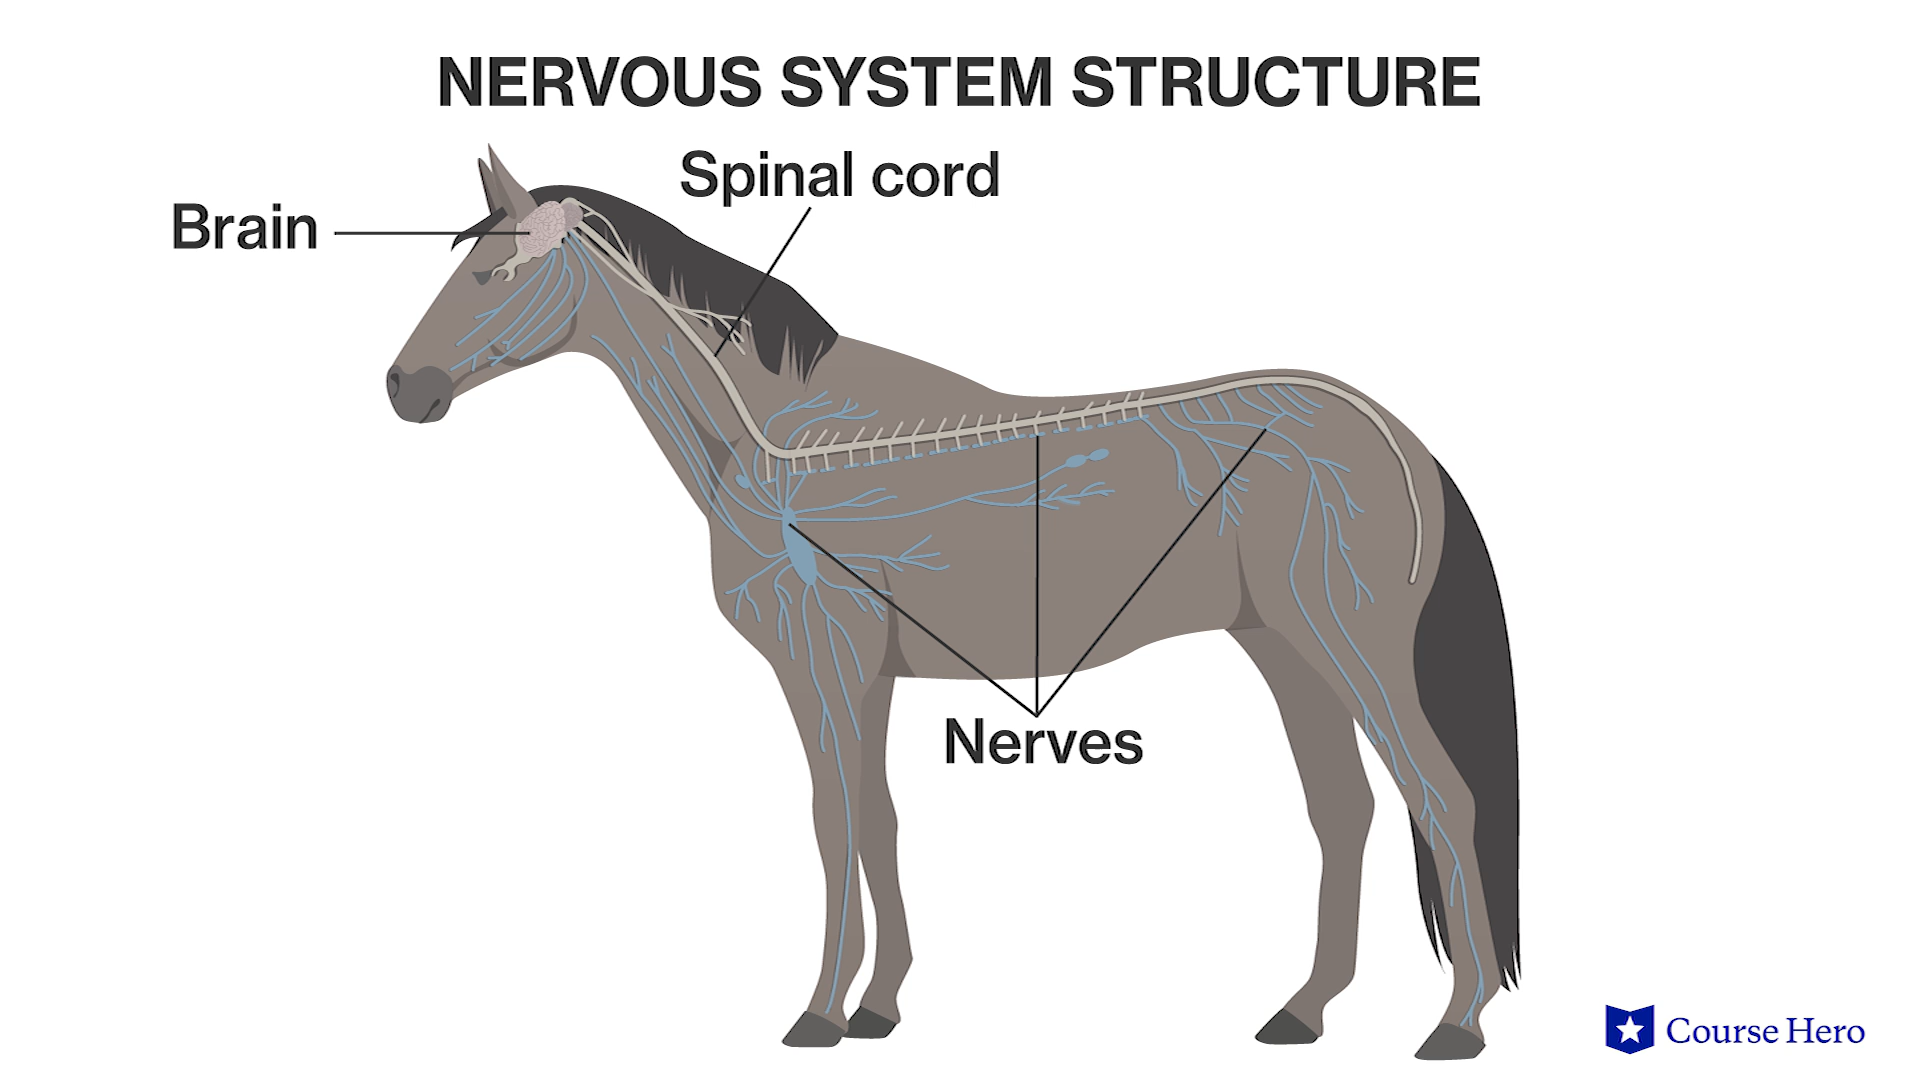 NERVOUS SYSTEM STRUCTURE
Spinal cord
Brain
Nerves
Course Hero